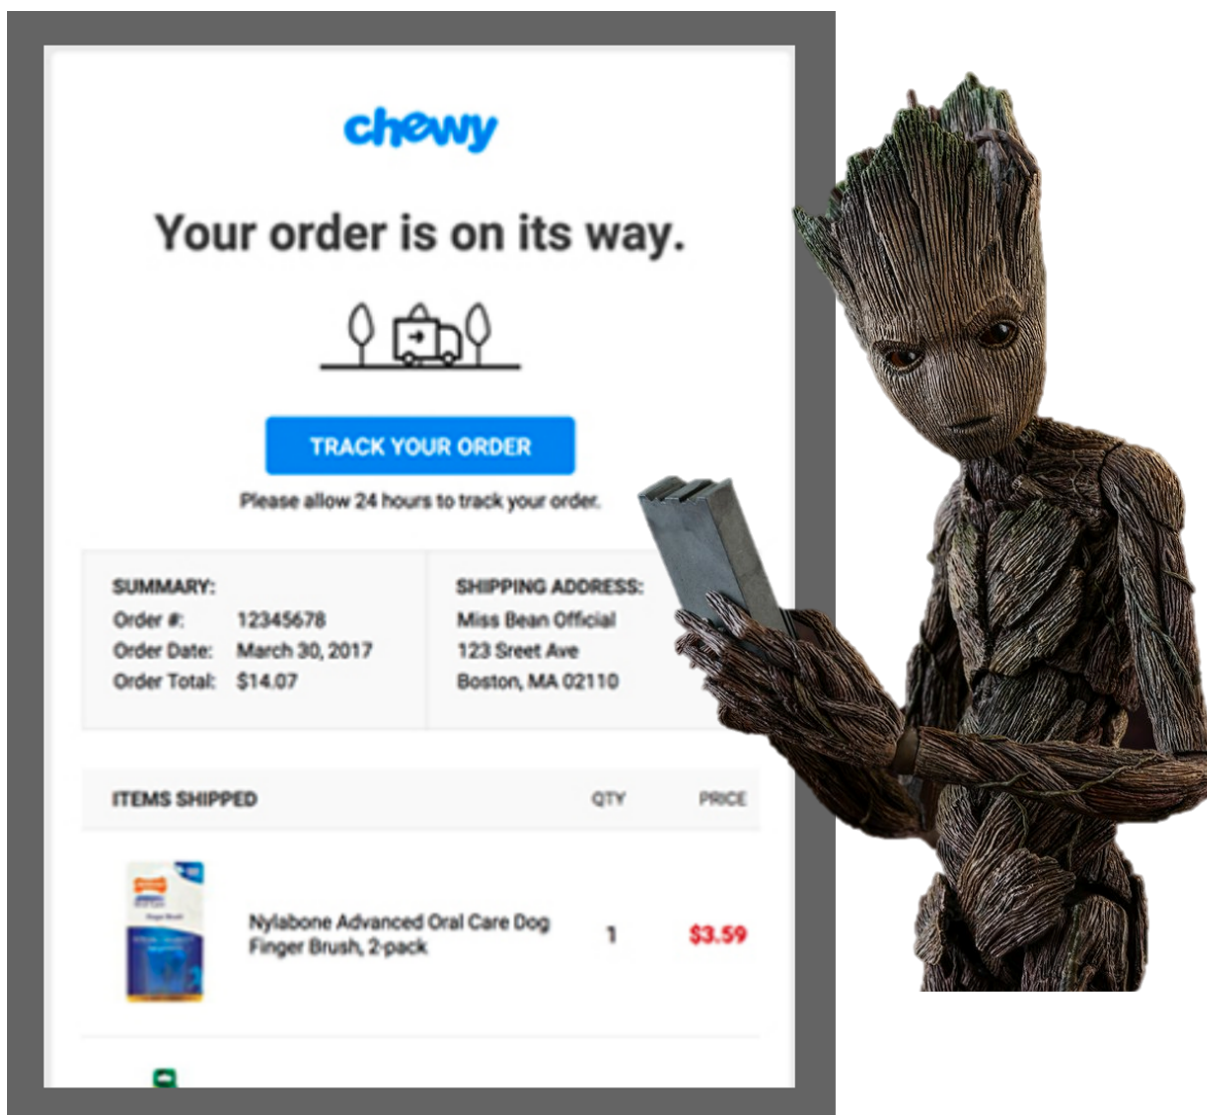 chewy
Your order is on its way.
TRACK YOUR ORDER
Please allow 24 hours to track your order.
SUMMARY:
Order #: 12345678
Order Date: March 30, 2017
Order Total: $14.07
SHIPPING ADDRESS:
Miss Bean Official
123 Sreet Ave
Boston, MA 02110
ITEMS SHIPPED QTY PRICE
Nylabone Advanced Oral Care Dog
Finger Brush, 2-pack
1 $3.59